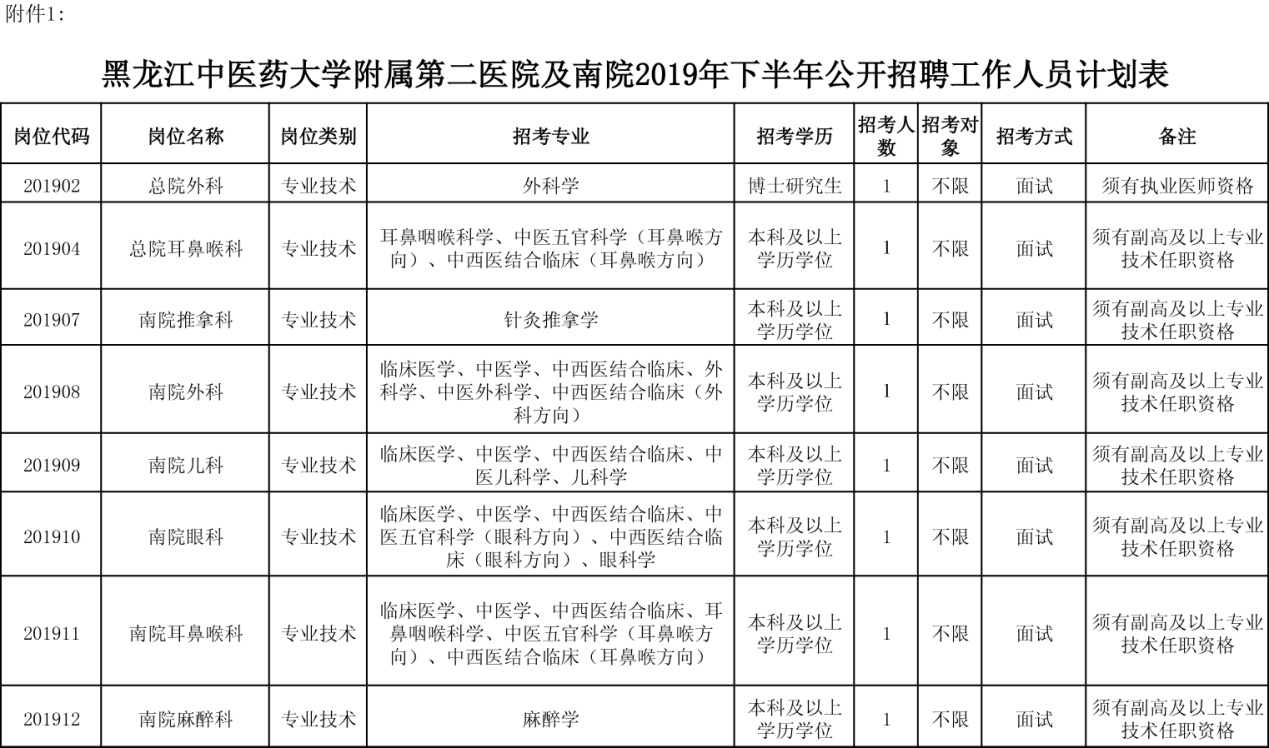 附件1:
黑龙江中医药大学附属第二医院及南院2019年下半年公开招聘工作人员计划表
岗位代码 岗位名称 岗位类别 招考专业 招考学历 招考人数 招考对象 招考方式 备注
201902 总院外科 专业技术 外科学 博士研究生 1 不限 面试 须有执业医师资格
201904 总院耳鼻喉科 专业技术 耳鼻咽喉科学、中医五官科学（耳鼻喉方向）、中西医结合临床（耳鼻喉方向） 本科及以上学历学位 1 不限 面试 须有副高及以上专业技术任职资格
201907 南院推拿科 专业技术 针灸推拿学 本科及以上学历学位 1 不限 面试 须有副高及以上专业技术任职资格
201908 南院外科 专业技术 临床医学、中医学、中西医结合临床、外科学、中医外科学、中西医结合临床（外科方向） 本科及以上学历学位 1 不限 面试 须有副高及以上专业技术任职资格
201909 南院儿科 专业技术 临床医学、中医学、中西医结合临床、中医儿科学、儿科学 本科及以上学历学位 1 不限 面试 须有副高及以上专业技术任职资格
201910 南院眼科 专业技术 临床医学、中医学、中西医结合临床、中医五官科学（眼科方向）、中西医结合临床（眼科方向）、眼科学 本科及以上学历学位 1 不限 面试 须有副高及以上专业技术任职资格
201911 南院耳鼻喉科 专业技术 临床医学、中医学、中西医结合临床、耳鼻咽喉科学、中医五官科学（耳鼻喉方向）、中西医结合临床（耳鼻喉方向） 本科及以上学历学位 1 不限 面试 须有副高及以上专业技术任职资格
201912 南院麻醉科 专业技术 麻醉学 本科及以上学历学位 1 不限 面试 须有副高及以上专业技术任职资格